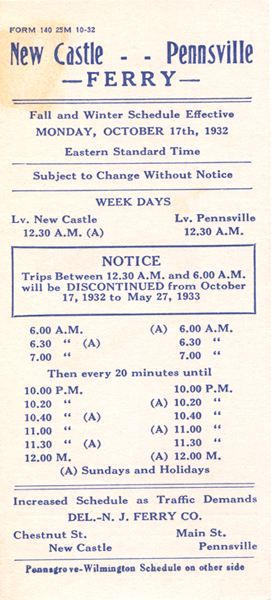 FORM 140 25M 10-32
New Castle - - Pennsville
—FERRY—
Fall and Winter Schedule Effective
MONDAY, OCTOBER 17th, 1932
Eastern Standard Time
Subject to Change Without Notice
WEEK DAYS
Lv. New Castle Lv. Pennsville
12.30 A.M. (A) 12.30 A.M.
NOTICE
Trips Between 12.30 A.M. and 6.00 A.M.
will be DISCONTINUED from October
17, 1932 to May 27, 1933
6.00 A.M. (A) 6.00 A.M.
6.30 " (A) 6.30 "
7.00 " 7.00 "
Then every 20 minutes until
10.00 P.M. 10.00 P.M.
10.20 " (A) 10.20 "
10.40 " (A) 10.40 "
11.00 " (A) 11.00 "
11.30 " (A) 11.30 "
12.00 M. (A) 12.00 M.
(A) Sundays and Holidays
Increased Schedule as Traffic Demands
DEL.-N. J. FERRY CO.
Chestnut St. Main St.
New Castle Pennsville
Pennsgrove-Wilmington Schedule on other side